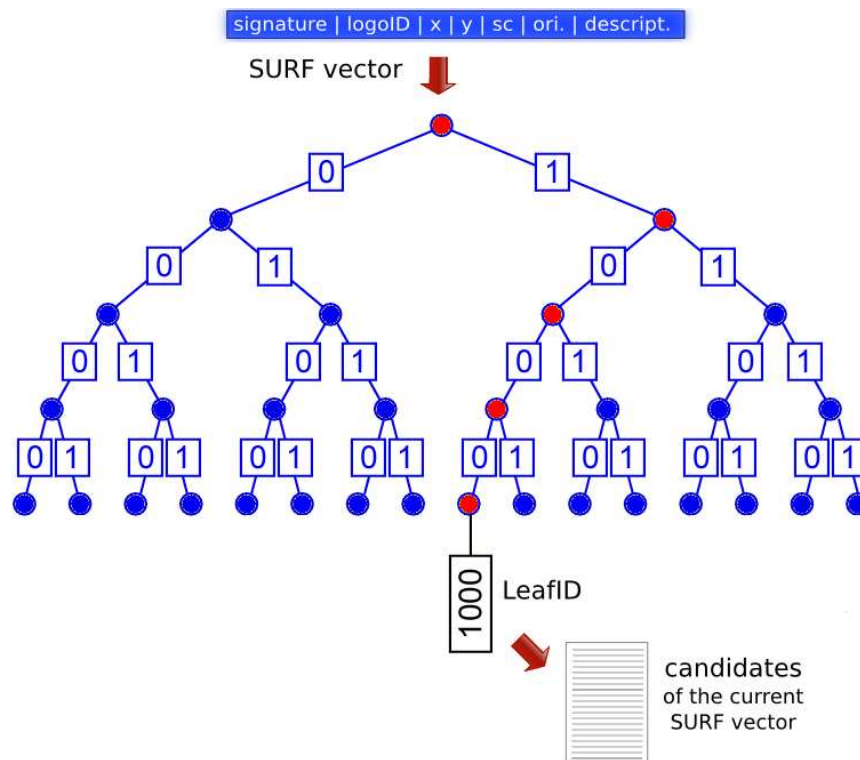 signature | logoID | x | y | sc | ori. | descript.
SURF vector
0 1
0 1 0 1
0 1 0 1 0 1 0 1
0 1 0 1 0 1 0 1 0 1 0 1 0 1 0 1
1000
LeafID
candidates
of the current
SURF vector